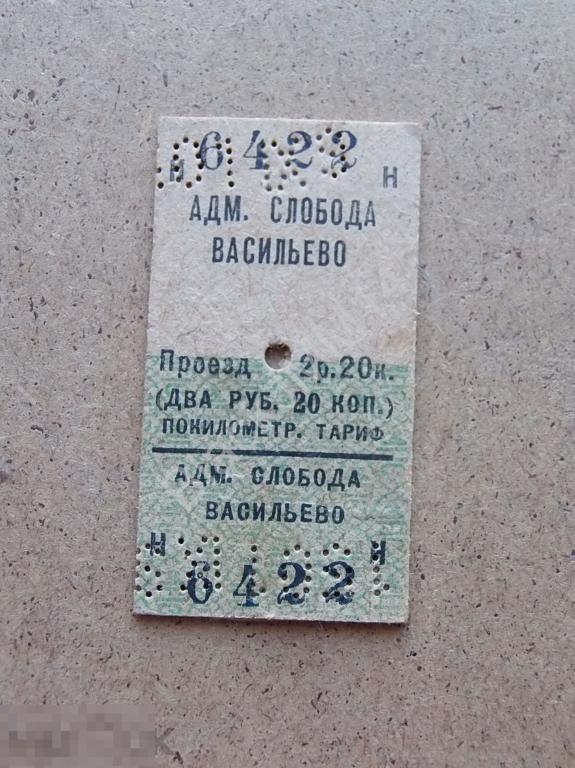 6422
Н Н
АДМ. СЛОБОДА
ВАСИЛЬЕВО
Проезд 2р.20к.
(ДВА РУБ. 20 КОП.)
ПОКИЛОМЕТР. ТАРИФ
АДМ. СЛОБОДА
ВАСИЛЬЕВО
Н Н
6422